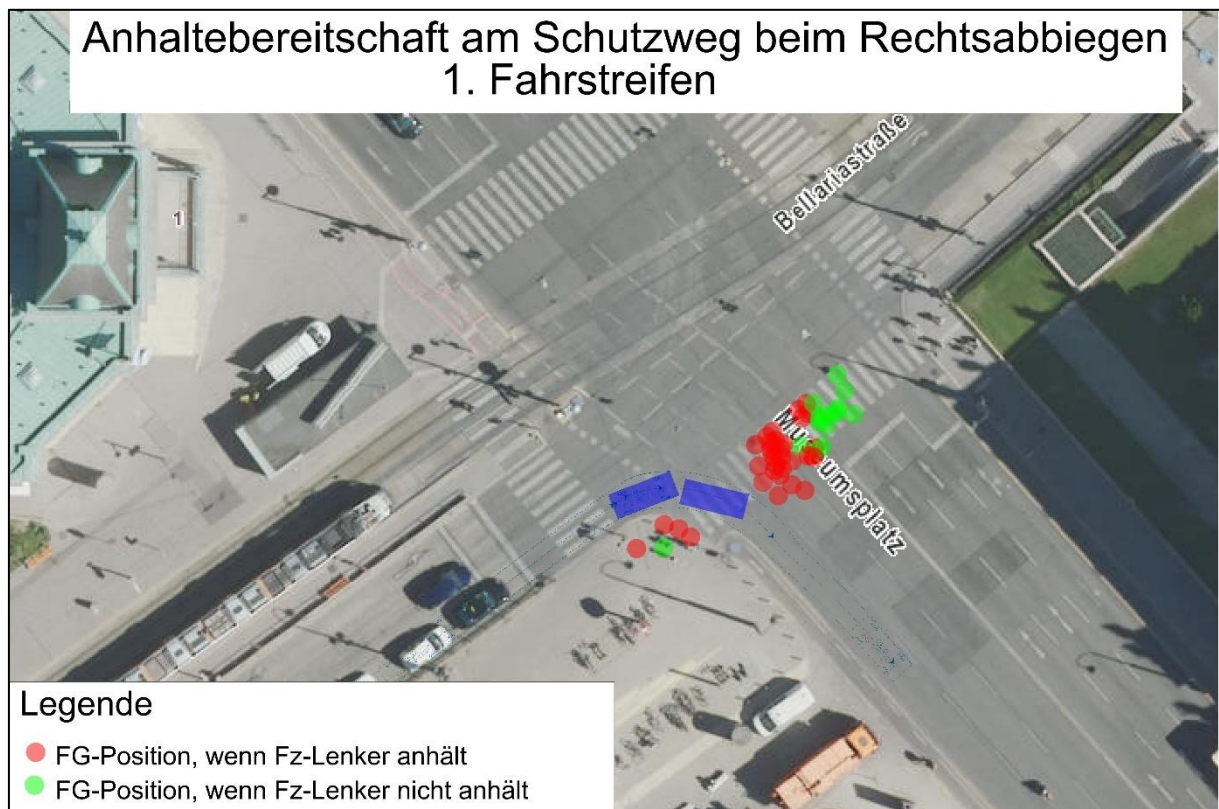 Anhaltebereitschaft am Schutzweg beim Rechtsabbiegen
1. Fahrstreifen
Bellariastraße
1
Museumsplatz
Legende
FG-Position, wenn Fz-Lenker anhält
FG-Position, wenn Fz-Lenker nicht anhält